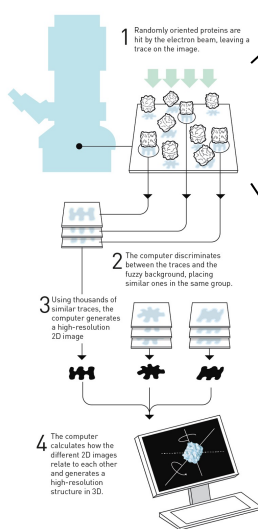 1 Randomly oriented proteins are
hit by the electron beam, leaving a
trace on the image.
2 The computer discriminates
between the traces and the
fuzzy background, placing
similar ones in the same group.
3 Using thousands of
similar traces, the
computer generates
a high-resolution
2D image
4 The computer
calculates how the
different 2D images
relate to each other
and generates a
high-resolution
structure in 3D.